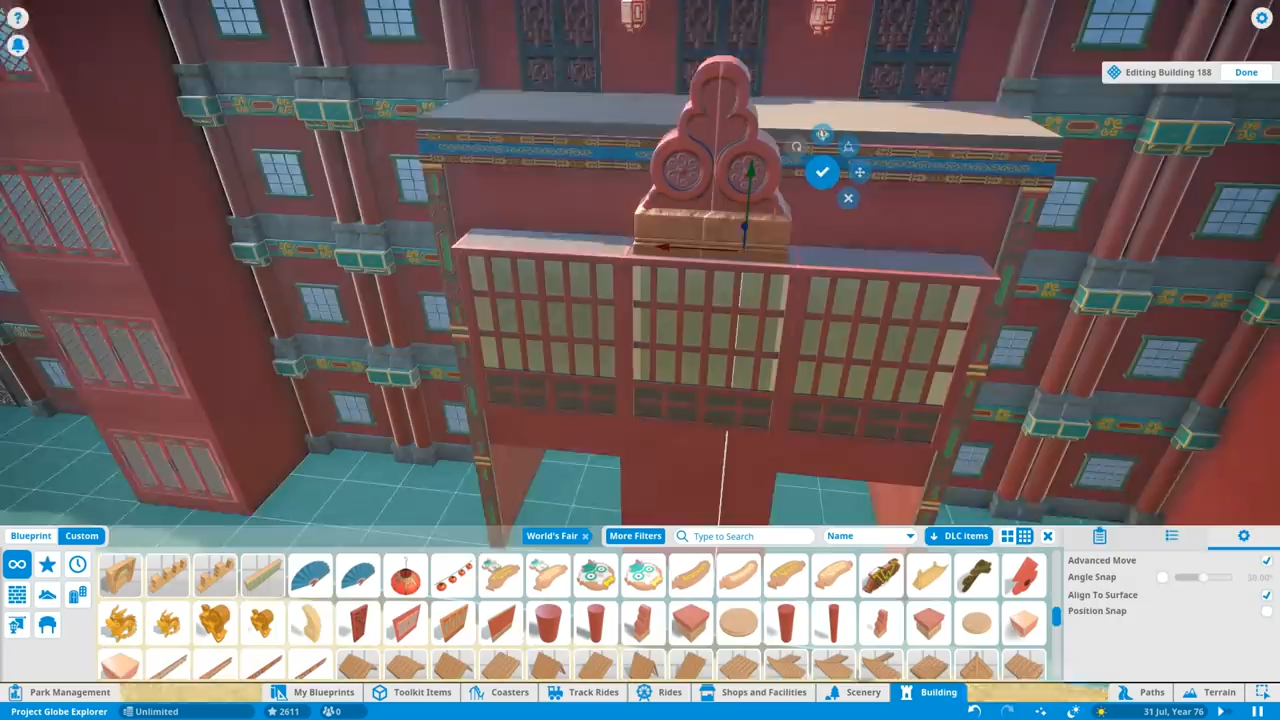 ?
Editing Building 188
Done
Blueprint
Custom
World's Fair
More Filters
Type to Search
Name
DLC items
Advanced Move
Angle Snap
30.00°
Align To Surface
Position Snap
Park Management
My Blueprints
Toolkit Items
Coasters
Track Rides
Rides
Shops and Facilities
Scenery
Building
Paths
Terrain
Project Globe Explorer
Unlimited
2611
0
31 Jul, Year 76